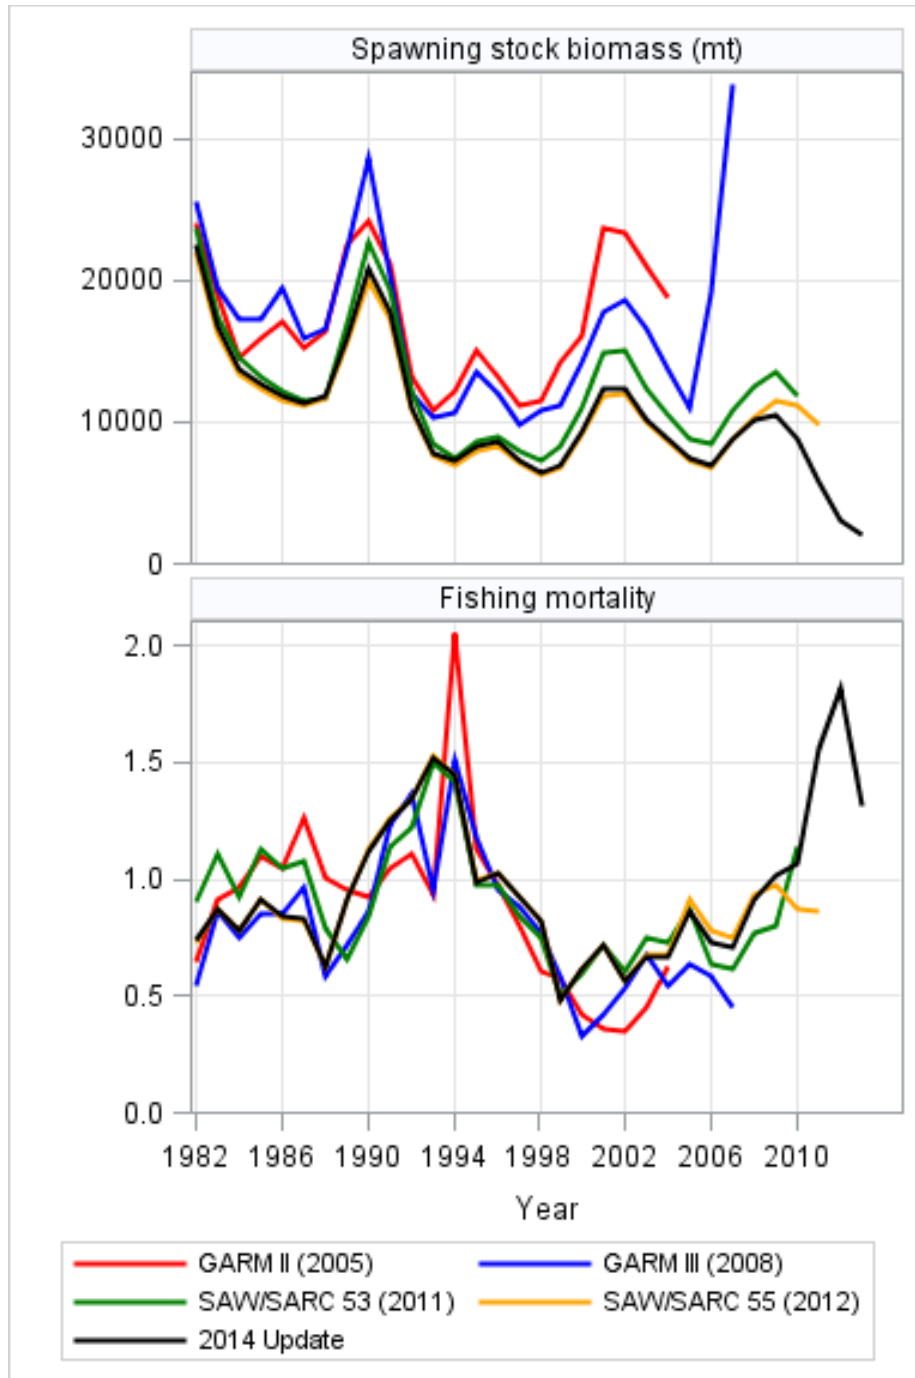 Spawning stock biomass (mt)
30000
20000
10000
0
Fishing mortality
2.0
1.5
1.0
0.5
0.0
1982 1986 1990 1994 1998 2002 2006 2010
Year
GARM II (2005) GARM III (2008)
SAW/SARC 53 (2011) SAW/SARC 55 (2012)
2014 Update